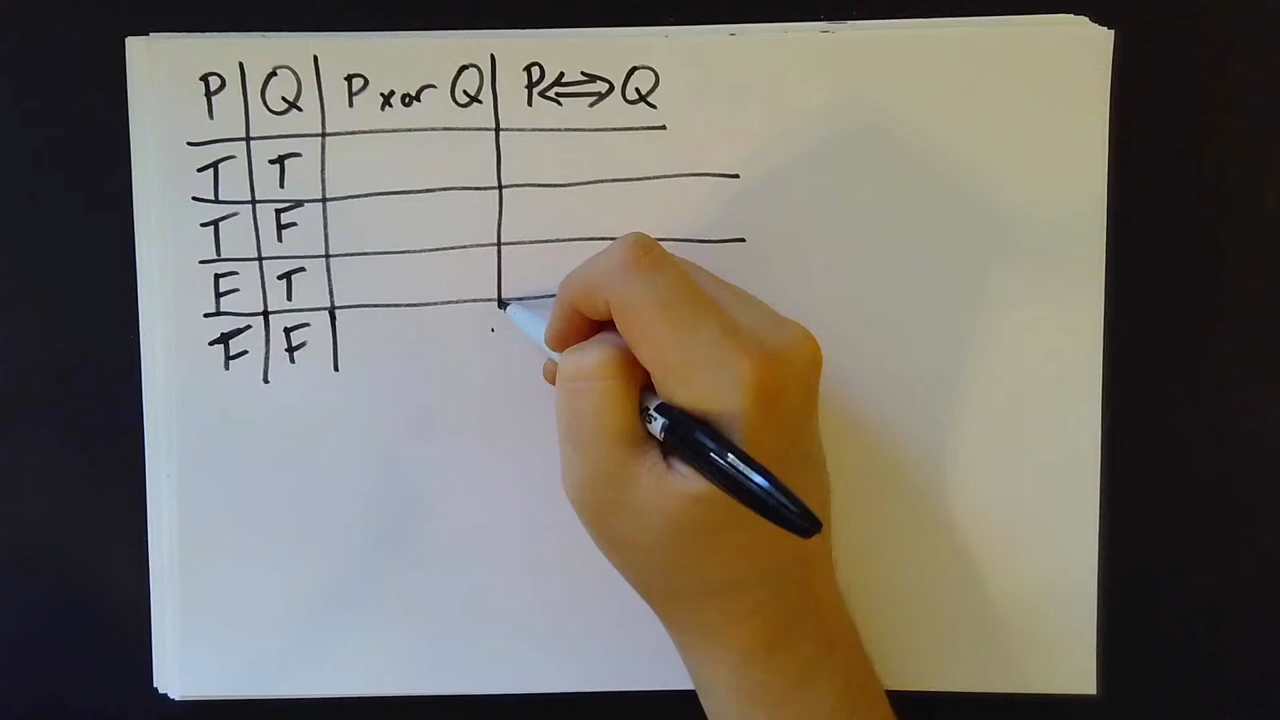 P Q P xor Q P⇔Q
T T
T F
F T
F F